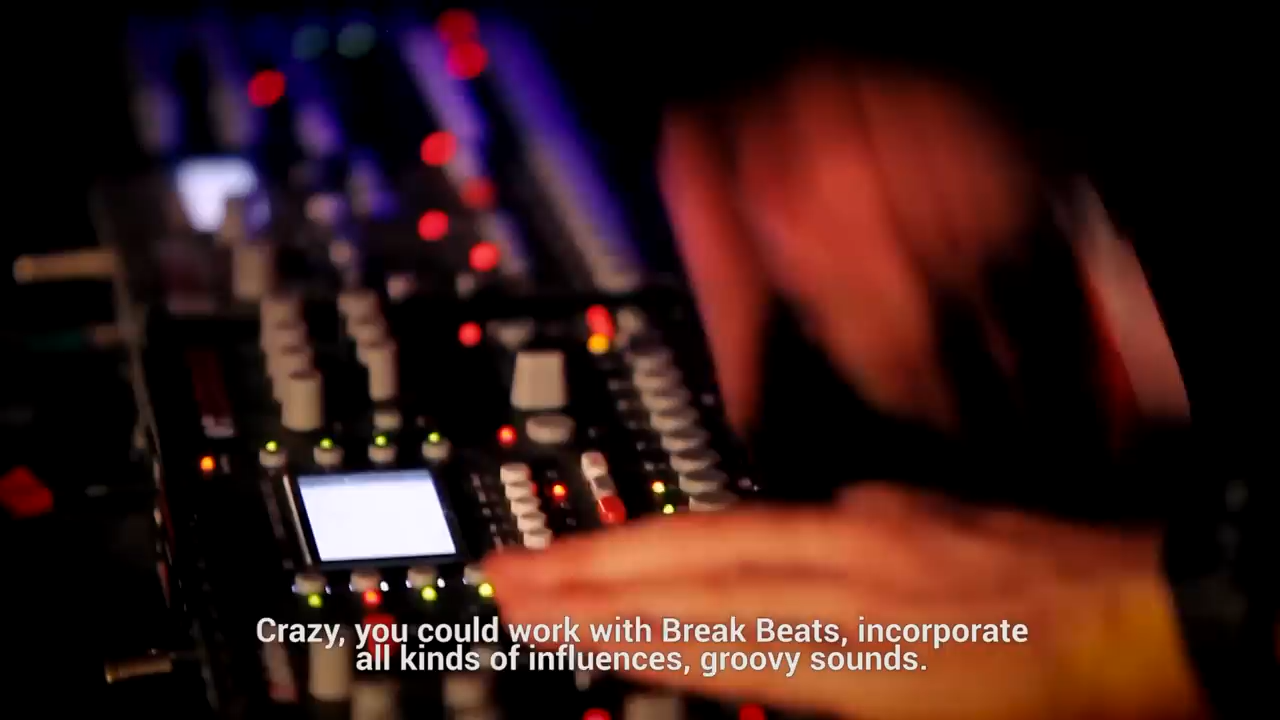 Crazy, you could work with Break Beats, incorporate
all kinds of influences, groovy sounds.